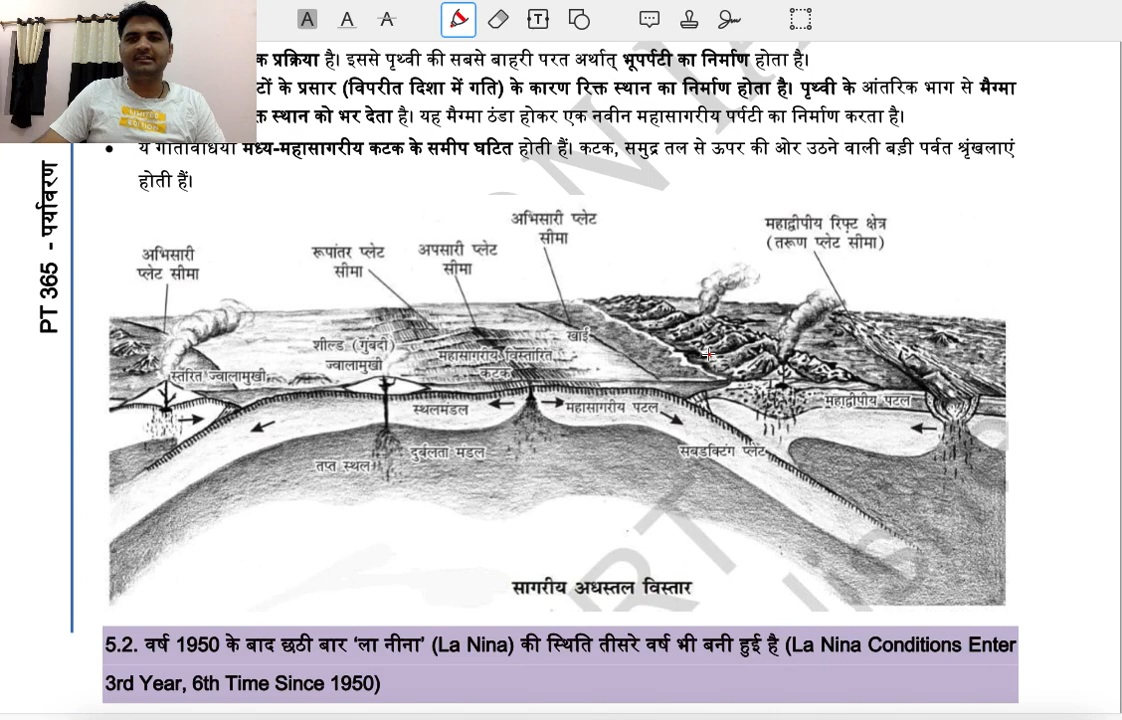 A A A T
क प्रक्रिया है। इससे पृथ्वी की सबसे बाहरी परत अर्थात् भूपर्पटी का निर्माण होता है।
टों के प्रसार (विपरीत दिशा में गति) के कारण रिक्त स्थान का निर्माण होता है। पृथ्वी के आंतरिक भाग से मैग्मा
क स्थान को भर देता है। यह मैग्मा ठंडा होकर एक नवीन महासागरीय पर्पटी का निर्माण करता है।
LIMITED
EDITION
• ये गतिविधियां मध्य-महासागरीय कटक के समीप घटित होती हैं। कटक, समुद्र तल से ऊपर की ओर उठने वाली बड़ी पर्वत श्रृंखलाएं
होती हैं।
PT 365 - पर्यावरण
अभिसारी
प्लेट सीमा
रूपांतर प्लेट
सीमा
अपसारी प्लेट
सीमा
अभिसारी प्लेट
सीमा
महाद्वीपीय रिफ्ट क्षेत्र
(तरूण प्लेट सीमा)
खाई
शील्ड (गुंबदी)
ज्वालामुखी
महासागरीय विस्तारित
कटक
स्तरित ज्वालामुखी
स्थलमंडल
महासागरीय पटल
महाद्वीपीय पटल
तप्त स्थल
दुर्बलता मंडल
सबडक्टिंग प्लेट
सागरीय अधस्तल विस्तार
5.2. वर्ष 1950 के बाद छठी बार ‘ला नीना’ (La Nina) की स्थिति तीसरे वर्ष भी बनी हुई है (La Nina Conditions Enter
3rd Year, 6th Time Since 1950)